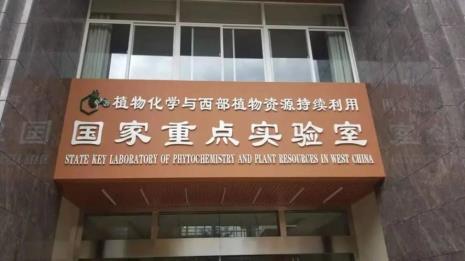 植物化学与西部植物资源持续利用
国家重点实验室
STATE KEY LABORATORY OF PHYTOCHEMISTRY AND PLANT RESOURCES IN WEST CHINA